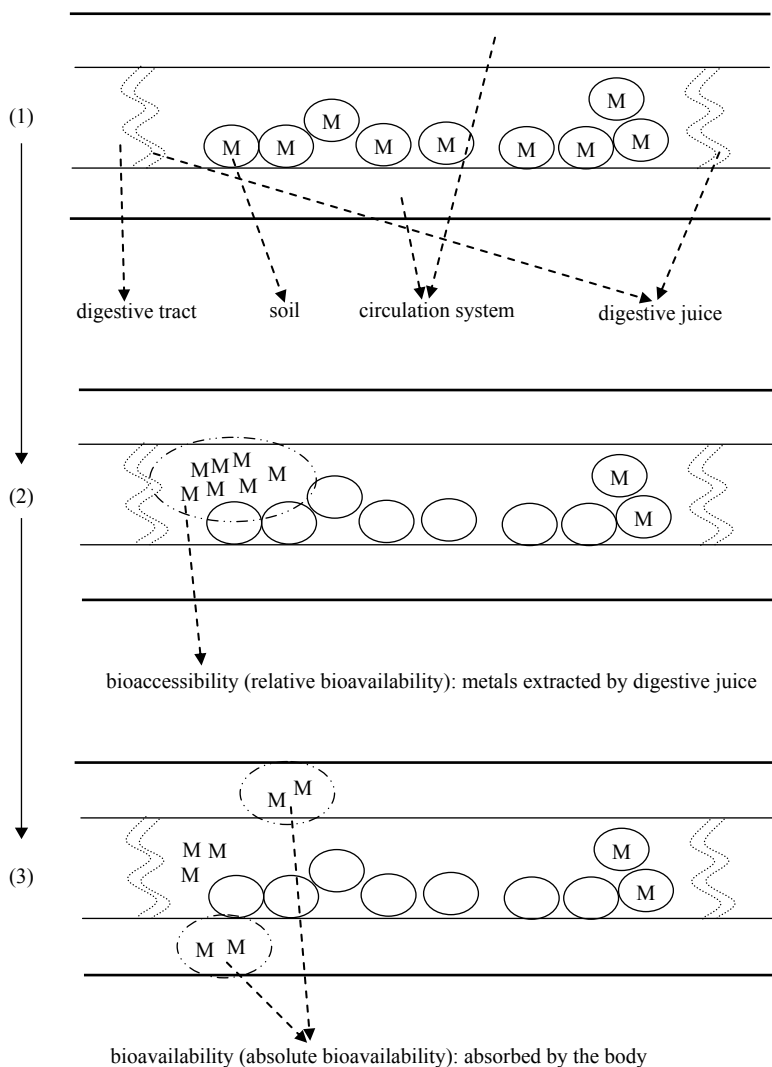 (1)
M M M M M M M M M
digestive tract
soil
circulation system
digestive juice
(2)
M M M M
M M M
M
M
bioaccessibility (relative bioavailability): metals extracted by digestive juice
M M
(3)
M M
M
M
M
M M
bioavailability (absolute bioavailability): absorbed by the body